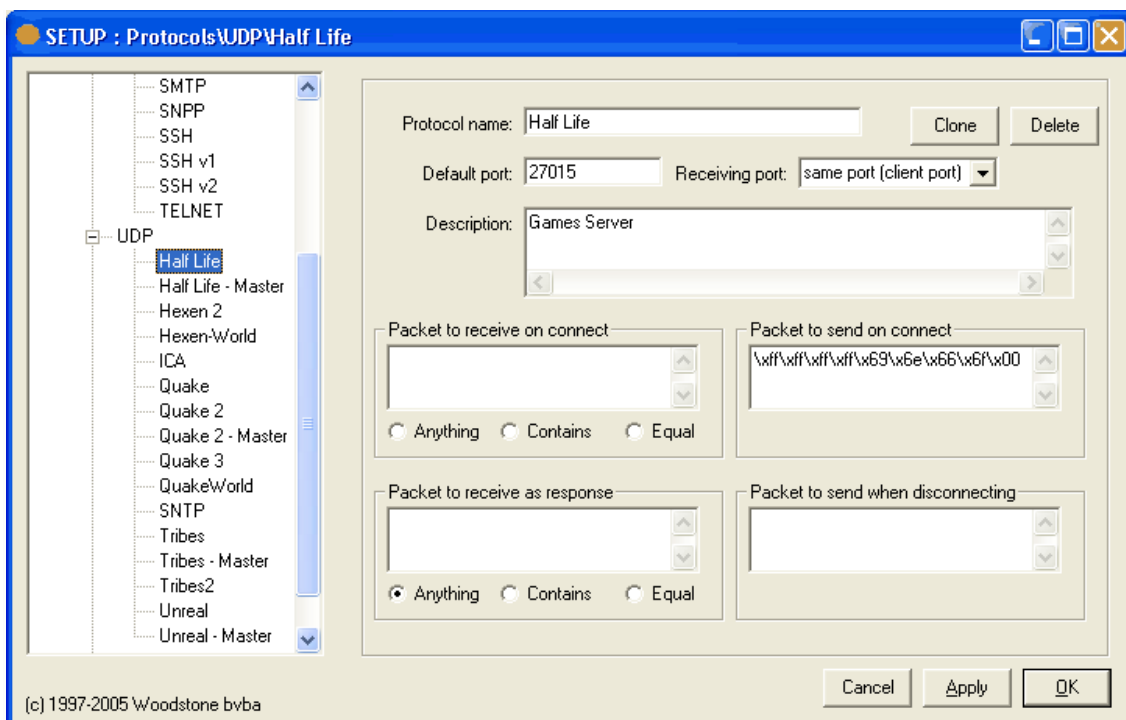 SETUP : Protocols\UDP\Half Life
SMTP
SNPP
SSH
SSH v1
SSH v2
TELNET
UDP
Half Life
Half Life - Master
Hexen 2
Hexen-World
ICA
Quake
Quake 2
Quake 2 - Master
Quake 3
QuakeWorld
SNTP
Tribes
Tribes - Master
Tribes2
Unreal
Unreal - Master
Protocol name: Half Life
Clone
Delete
Default port: 27015
Receiving port: same port (client port)
Description: Games Server
Packet to receive on connect
Anything
Contains
Equal
Packet to send on connect
\xff\xff\xff\xff\x69\x6e\x66\x6f\x00
Packet to receive as response
Anything
Contains
Equal
Packet to send when disconnecting
Cancel
Apply
OK
(c) 1997-2005 Woodstone bvba